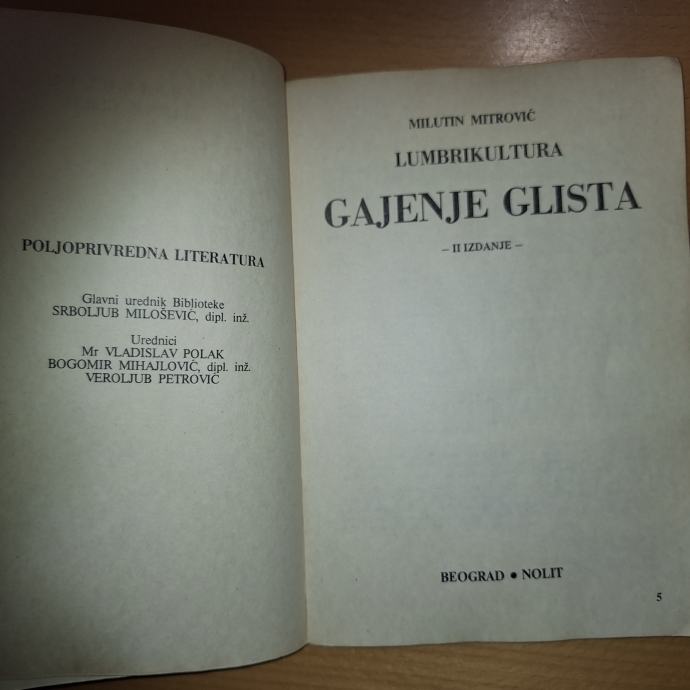 POLJOPRIVREDNA LITERATURA
Glavni urednik Biblioteke
SRBOLJUB MILOŠEVIĆ, dipl. inž.
Urednici
Mr VLADISLAV POLAK
BOGOMIR MIHAJLOVIĆ, dipl. inž.
VEROLJUB PETROVIĆ
MILUTIN MITROVIĆ
LUMBRIKULTURA
GAJENJE GLISTA
– II IZDANJE –
BEOGRAD • NOLIT
5